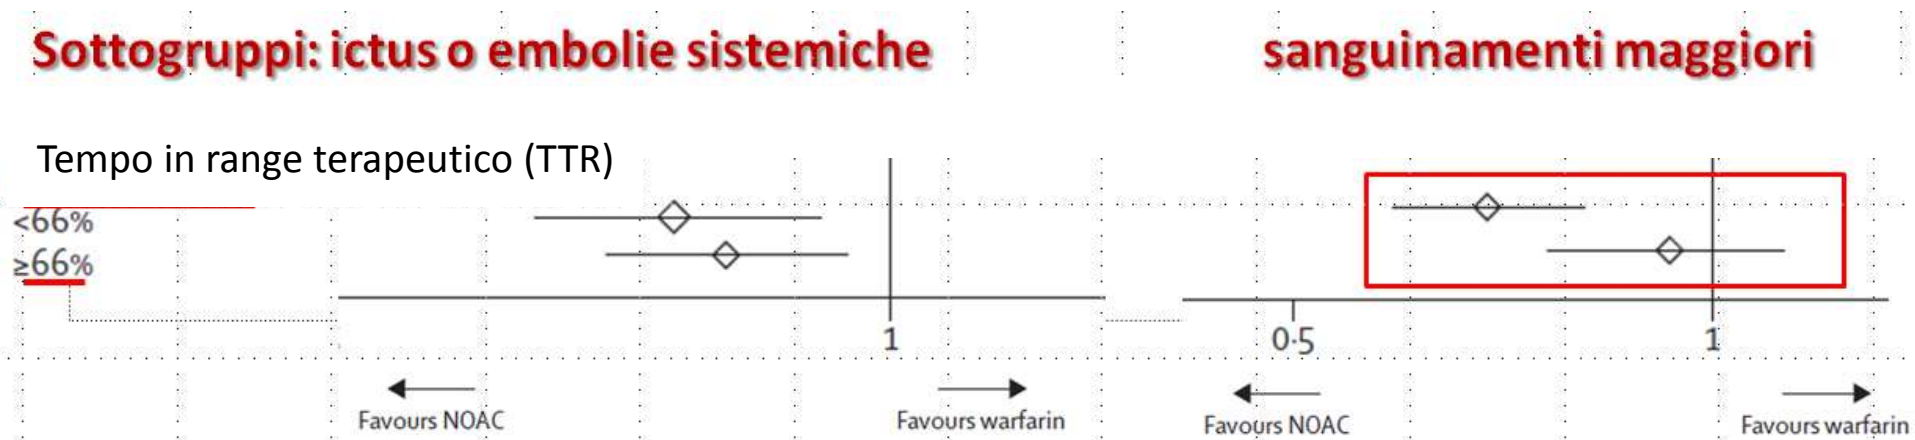 Sottogruppi: ictus o embolie sistemiche
sanguinamenti maggiori
Tempo in range terapeutico (TTR)
<66%
≥66%
1
0·5
1
Favours NOAC
Favours warfarin
Favours NOAC
Favours warfarin